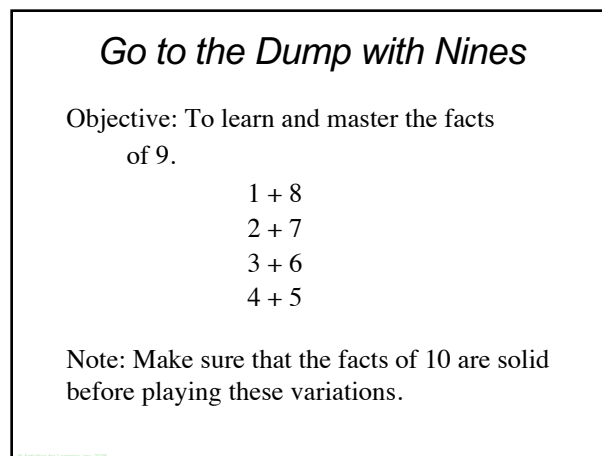 Go to the Dump with Nines
Objective: To learn and master the facts
of 9.
1 + 8
2 + 7
3 + 6
4 + 5
Note: Make sure that the facts of 10 are solid
before playing these variations.